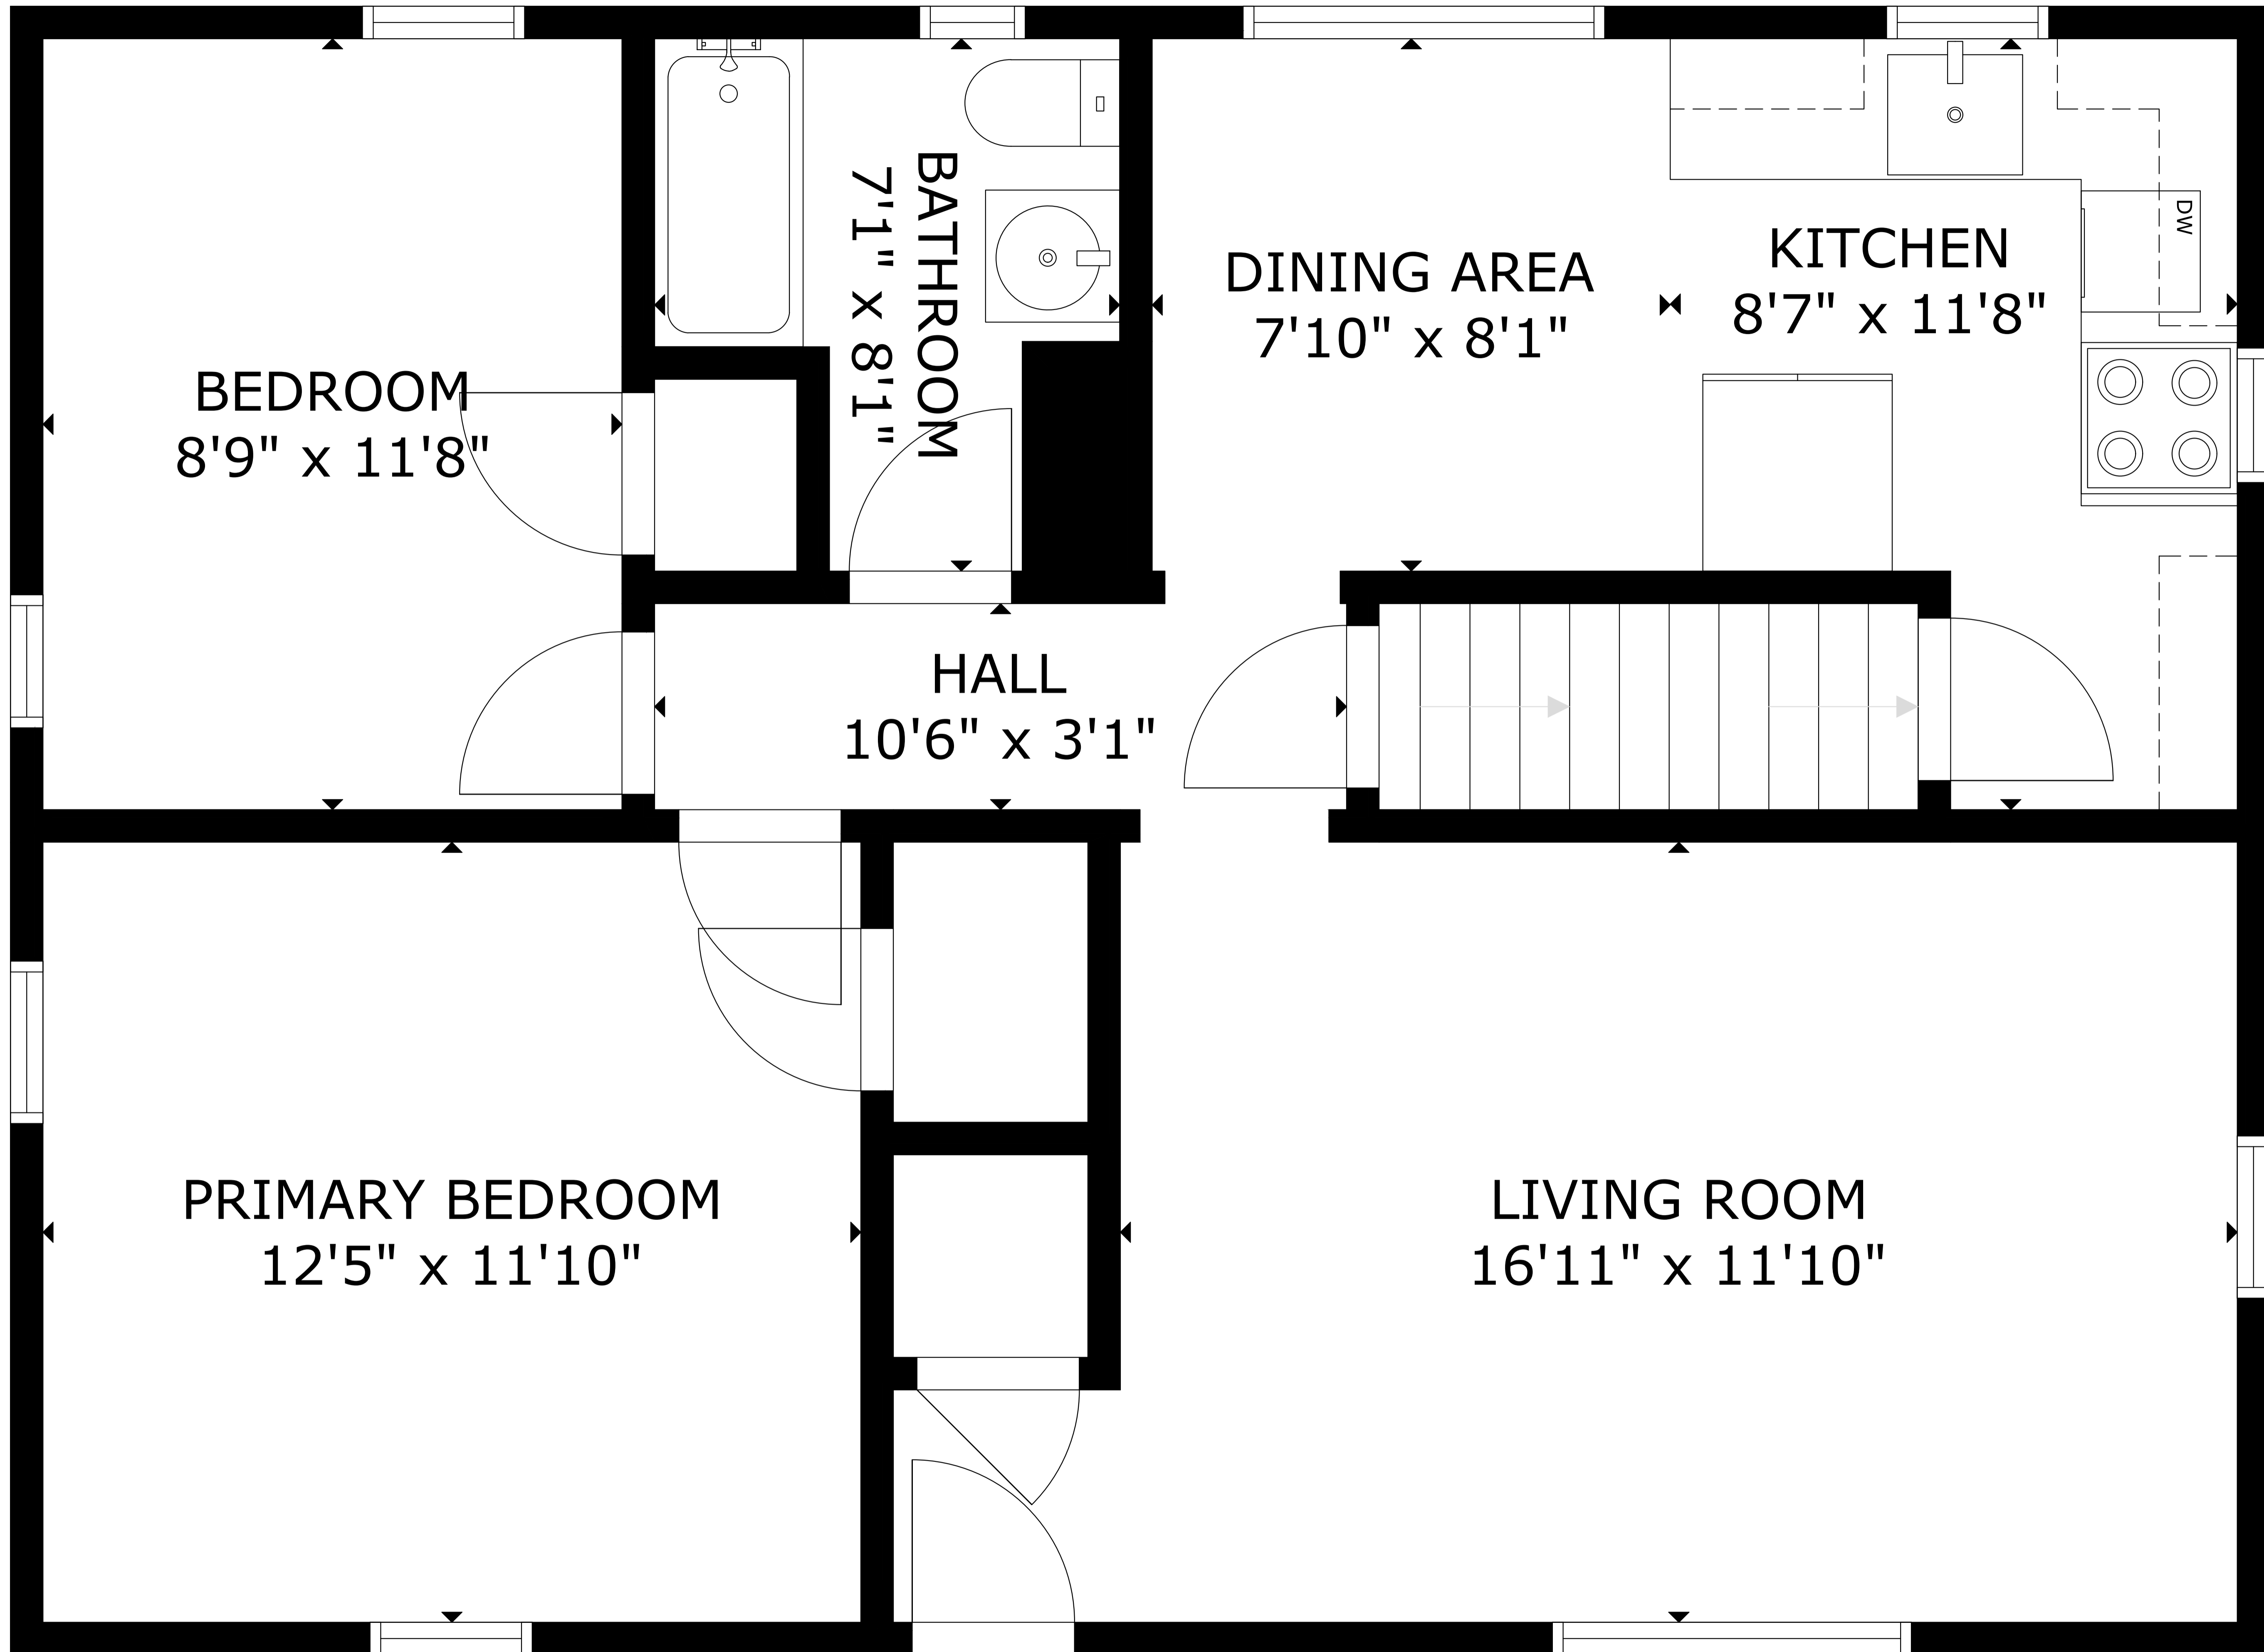 BEDROOM
8'9" x 11'8"
BATHROOM
7'1" x 8'1"
DINING AREA
7'10" x 8'1"
KITCHEN
8'7" x 11'8"
DW
HALL
10'6" x 3'1"
PRIMARY BEDROOM
12'5" x 11'10"
LIVING ROOM
16'11" x 11'10"